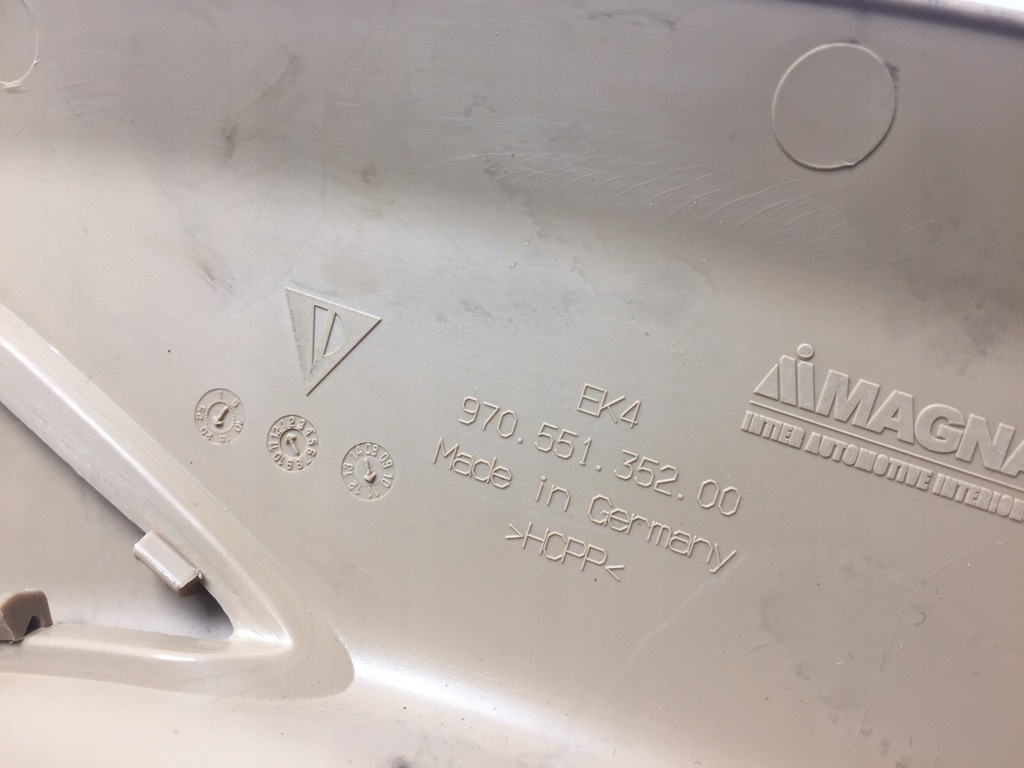 EK4
970.551.352.00
Made in Germany
>HCPP<
MAGNA
INTIER AUTOMOTIVE INTERIOR